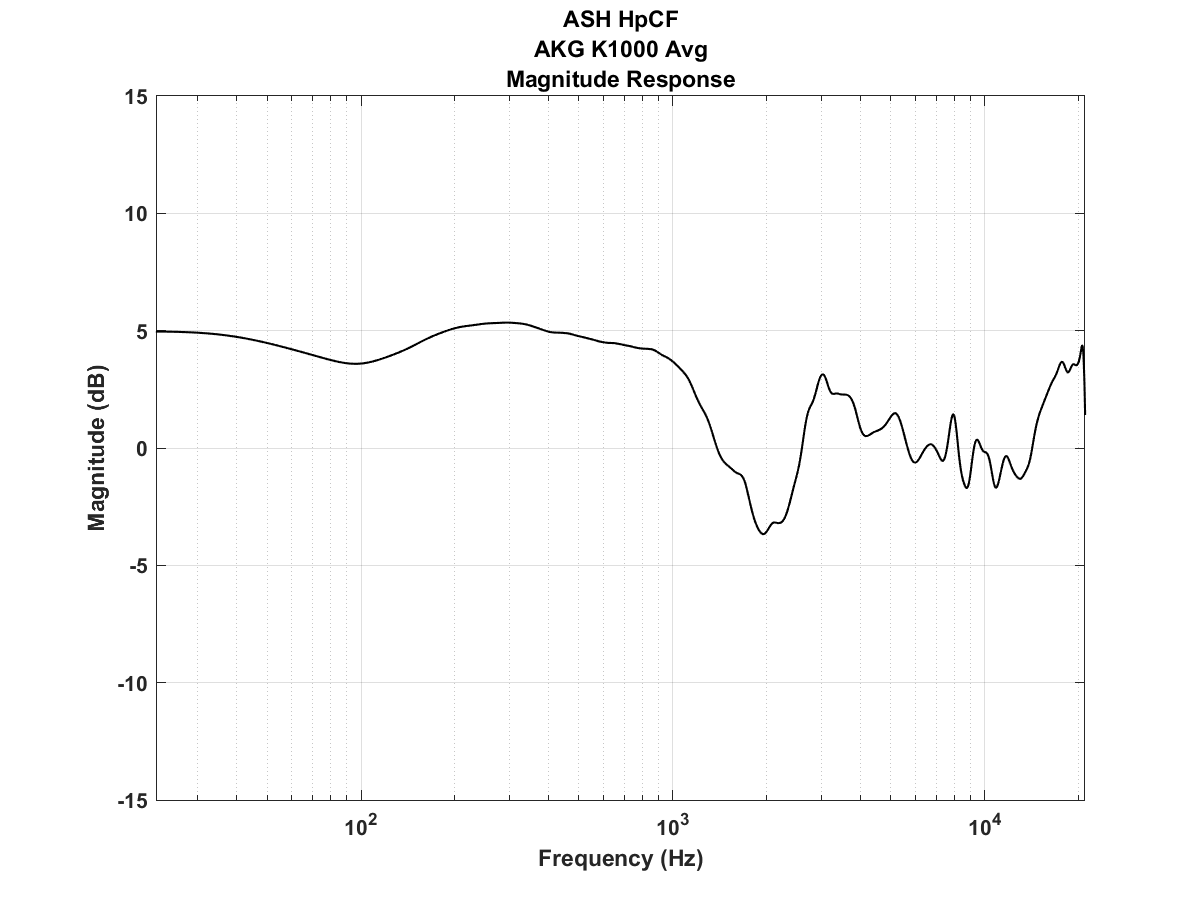 ASH HpCF
AKG K1000 Avg
Magnitude Response
15
10
5
0
-5
-10
-15
Magnitude (dB)
10² 10³ 10⁴
Frequency (Hz)